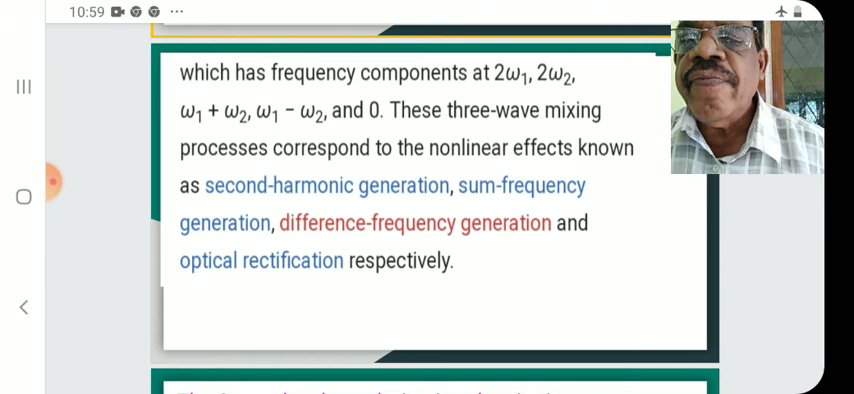 10:59
which has frequency components at 2ω₁, 2ω₂,
ω₁ + ω₂, ω₁ − ω₂, and 0. These three-wave mixing
processes correspond to the nonlinear effects known
as second-harmonic generation, sum-frequency
generation, difference-frequency generation and
optical rectification respectively.